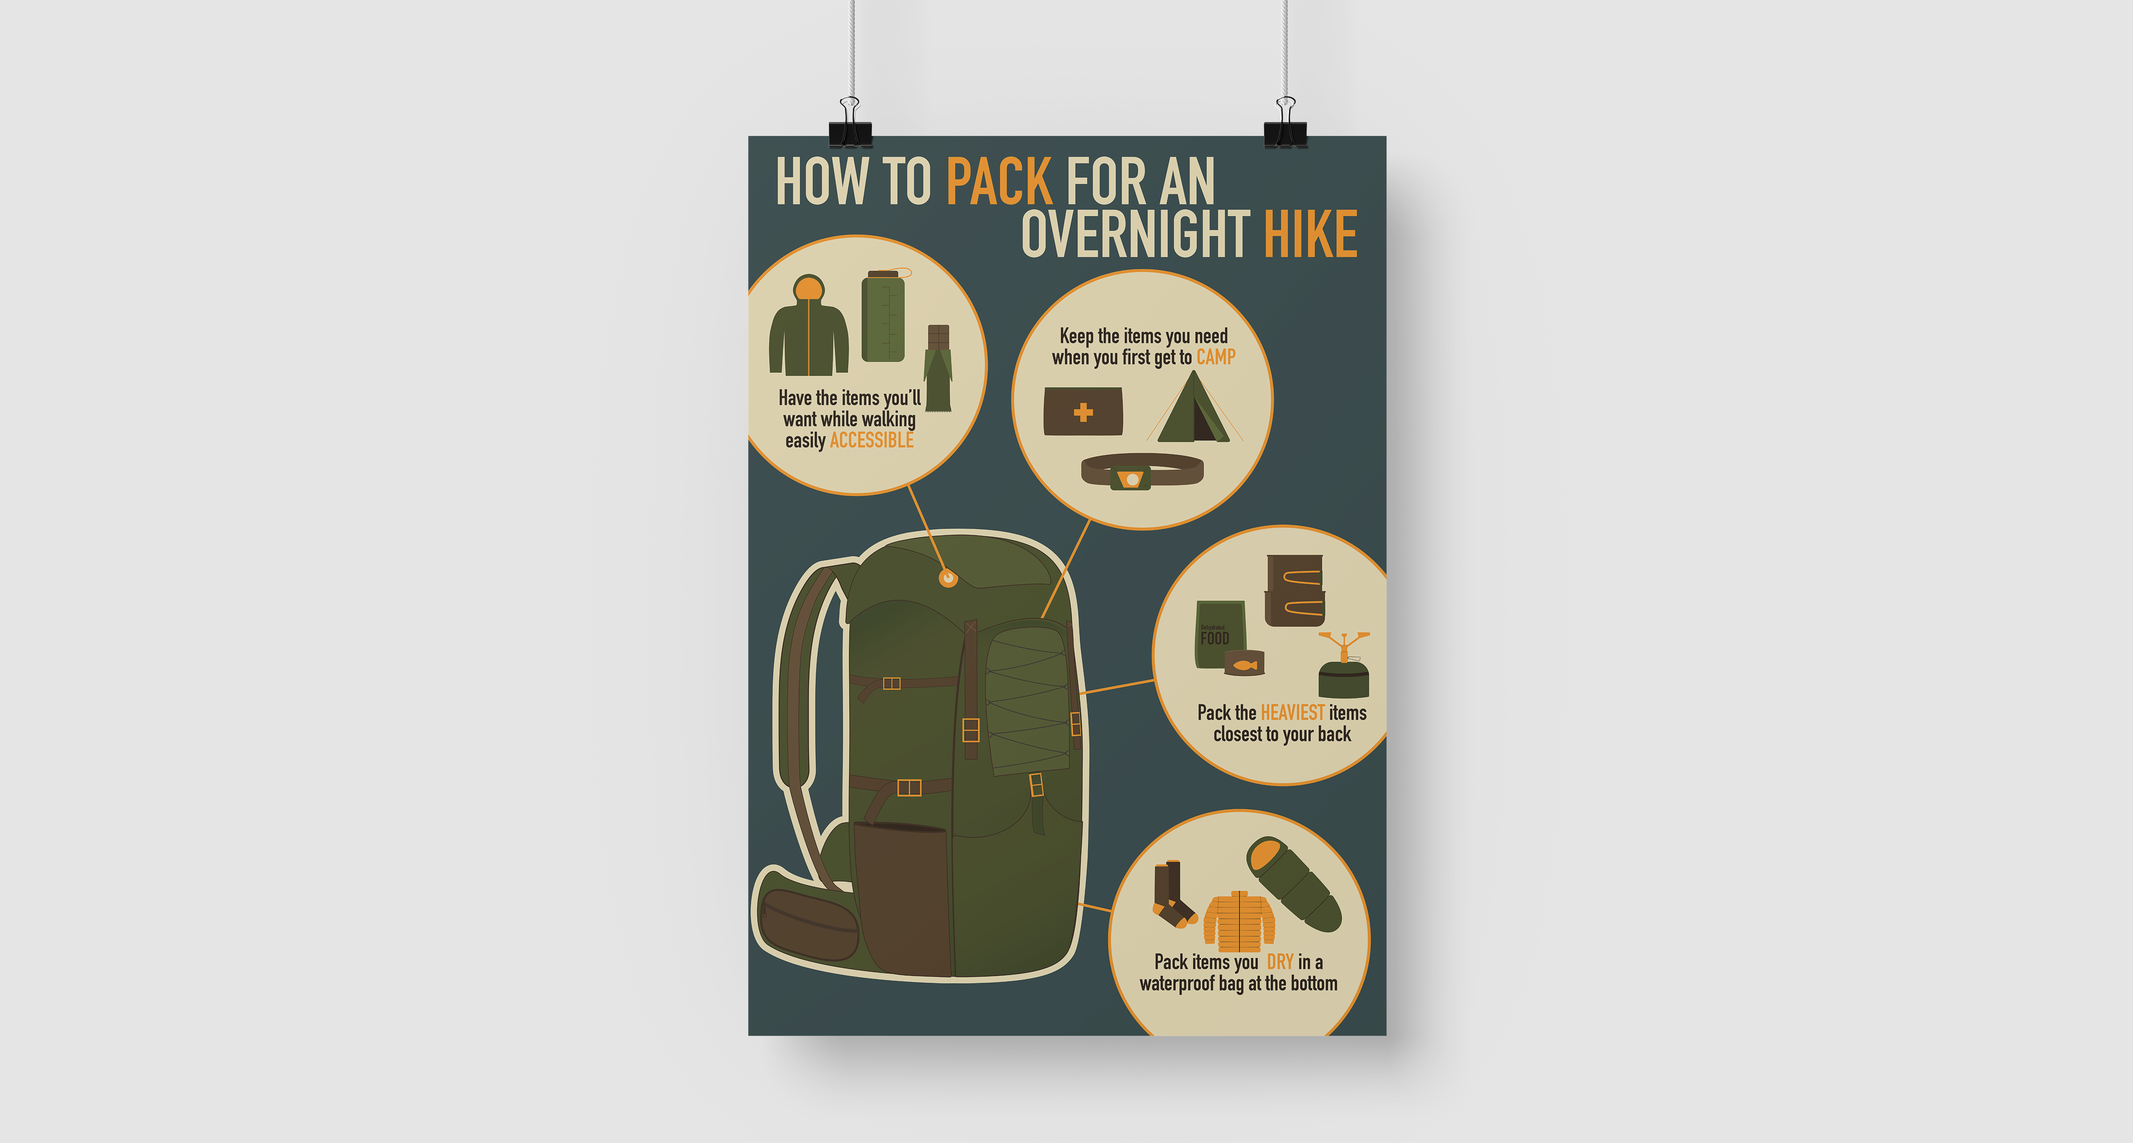 HOW TO PACK FOR AN
OVERNIGHT HIKE
Have the items you'll
want while walking
easily ACCESSIBLE
Keep the items you need
when you first get to CAMP
Dehydrated
FOOD
Pack the HEAVIEST items
closest to your back
Pack items you DRY in a
waterproof bag at the bottom